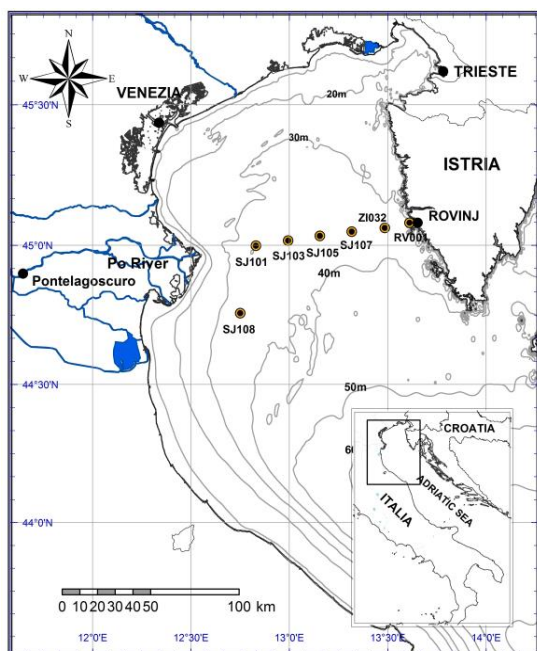 N
W
E
S
TRIESTE
VENEZIA
45°30'
20m
30m
ISTRIA
ROVINJ
ZI032
RV001
SJ107
SJ105
SJ103
SJ101
45°0'
40m
Po River
Pontelagoscuro
SJ108
44°30'
50m
CROATIA
ADRIATIC SEA
ITALIA
44°0'
0 10 20 30 40 50 100 km
12°0' 12°30' 13°0' 13°30' 14°0'